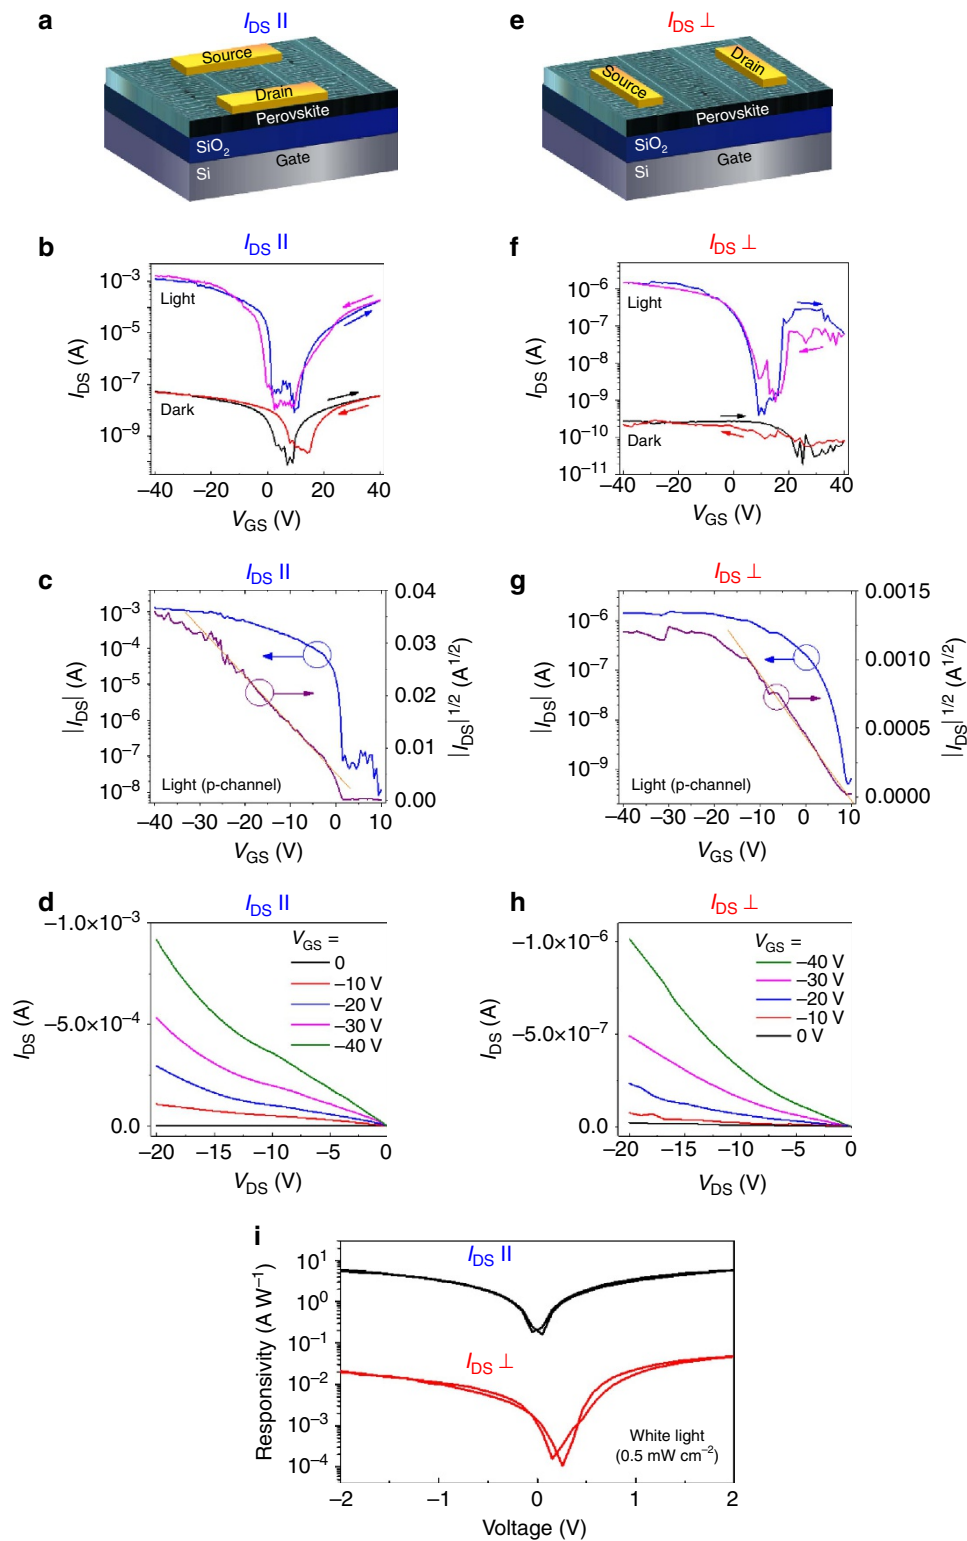 a
I_DS ||
Source
Drain
Perovskite
SiO₂
Gate
Si
e
I_DS ⊥
Source
Drain
Perovskite
SiO₂
Gate
Si
b
I_DS ||
I_DS (A)
10⁻³
10⁻⁵
10⁻⁷
10⁻⁹
Light
Dark
−40 −20 0 20 40
V_GS (V)
f
I_DS ⊥
I_DS (A)
10⁻⁶
10⁻⁷
10⁻⁸
10⁻⁹
10⁻¹⁰
10⁻¹¹
Light
Dark
−40 −20 0 20 40
V_GS (V)
c
I_DS ||
|I_DS| (A)
10⁻³
10⁻⁴
10⁻⁵
10⁻⁶
10⁻⁷
10⁻⁸
0.04
0.03
0.02
0.01
0.00
|I_DS|^1/2 (A^1/2)
Light (p-channel)
−40 −30 −20 −10 0 10
V_GS (V)
g
I_DS ⊥
|I_DS| (A)
10⁻⁶
10⁻⁷
10⁻⁸
10⁻⁹
0.0015
0.0010
0.0005
0.0000
|I_DS|^1/2 (A^1/2)
Light (p-channel)
−40 −30 −20 −10 0 10
V_GS (V)
d
I_DS ||
I_DS (A)
−1.0×10⁻³
−5.0×10⁻⁴
0.0
V_GS =
0
−10 V
−20 V
−30 V
−40 V
−20 −15 −10 −5 0
V_DS (V)
h
I_DS ⊥
I_DS (A)
−1.0×10⁻⁶
−5.0×10⁻⁷
0.0
V_GS =
−40 V
−30 V
−20 V
−10 V
0 V
−20 −15 −10 −5 0
V_DS (V)
i
Responsivity (A W⁻¹)
10¹
10⁰
10⁻¹
10⁻²
10⁻³
10⁻⁴
I_DS ||
I_DS ⊥
White light
(0.5 mW cm⁻²)
−2 −1 0 1 2
Voltage (V)